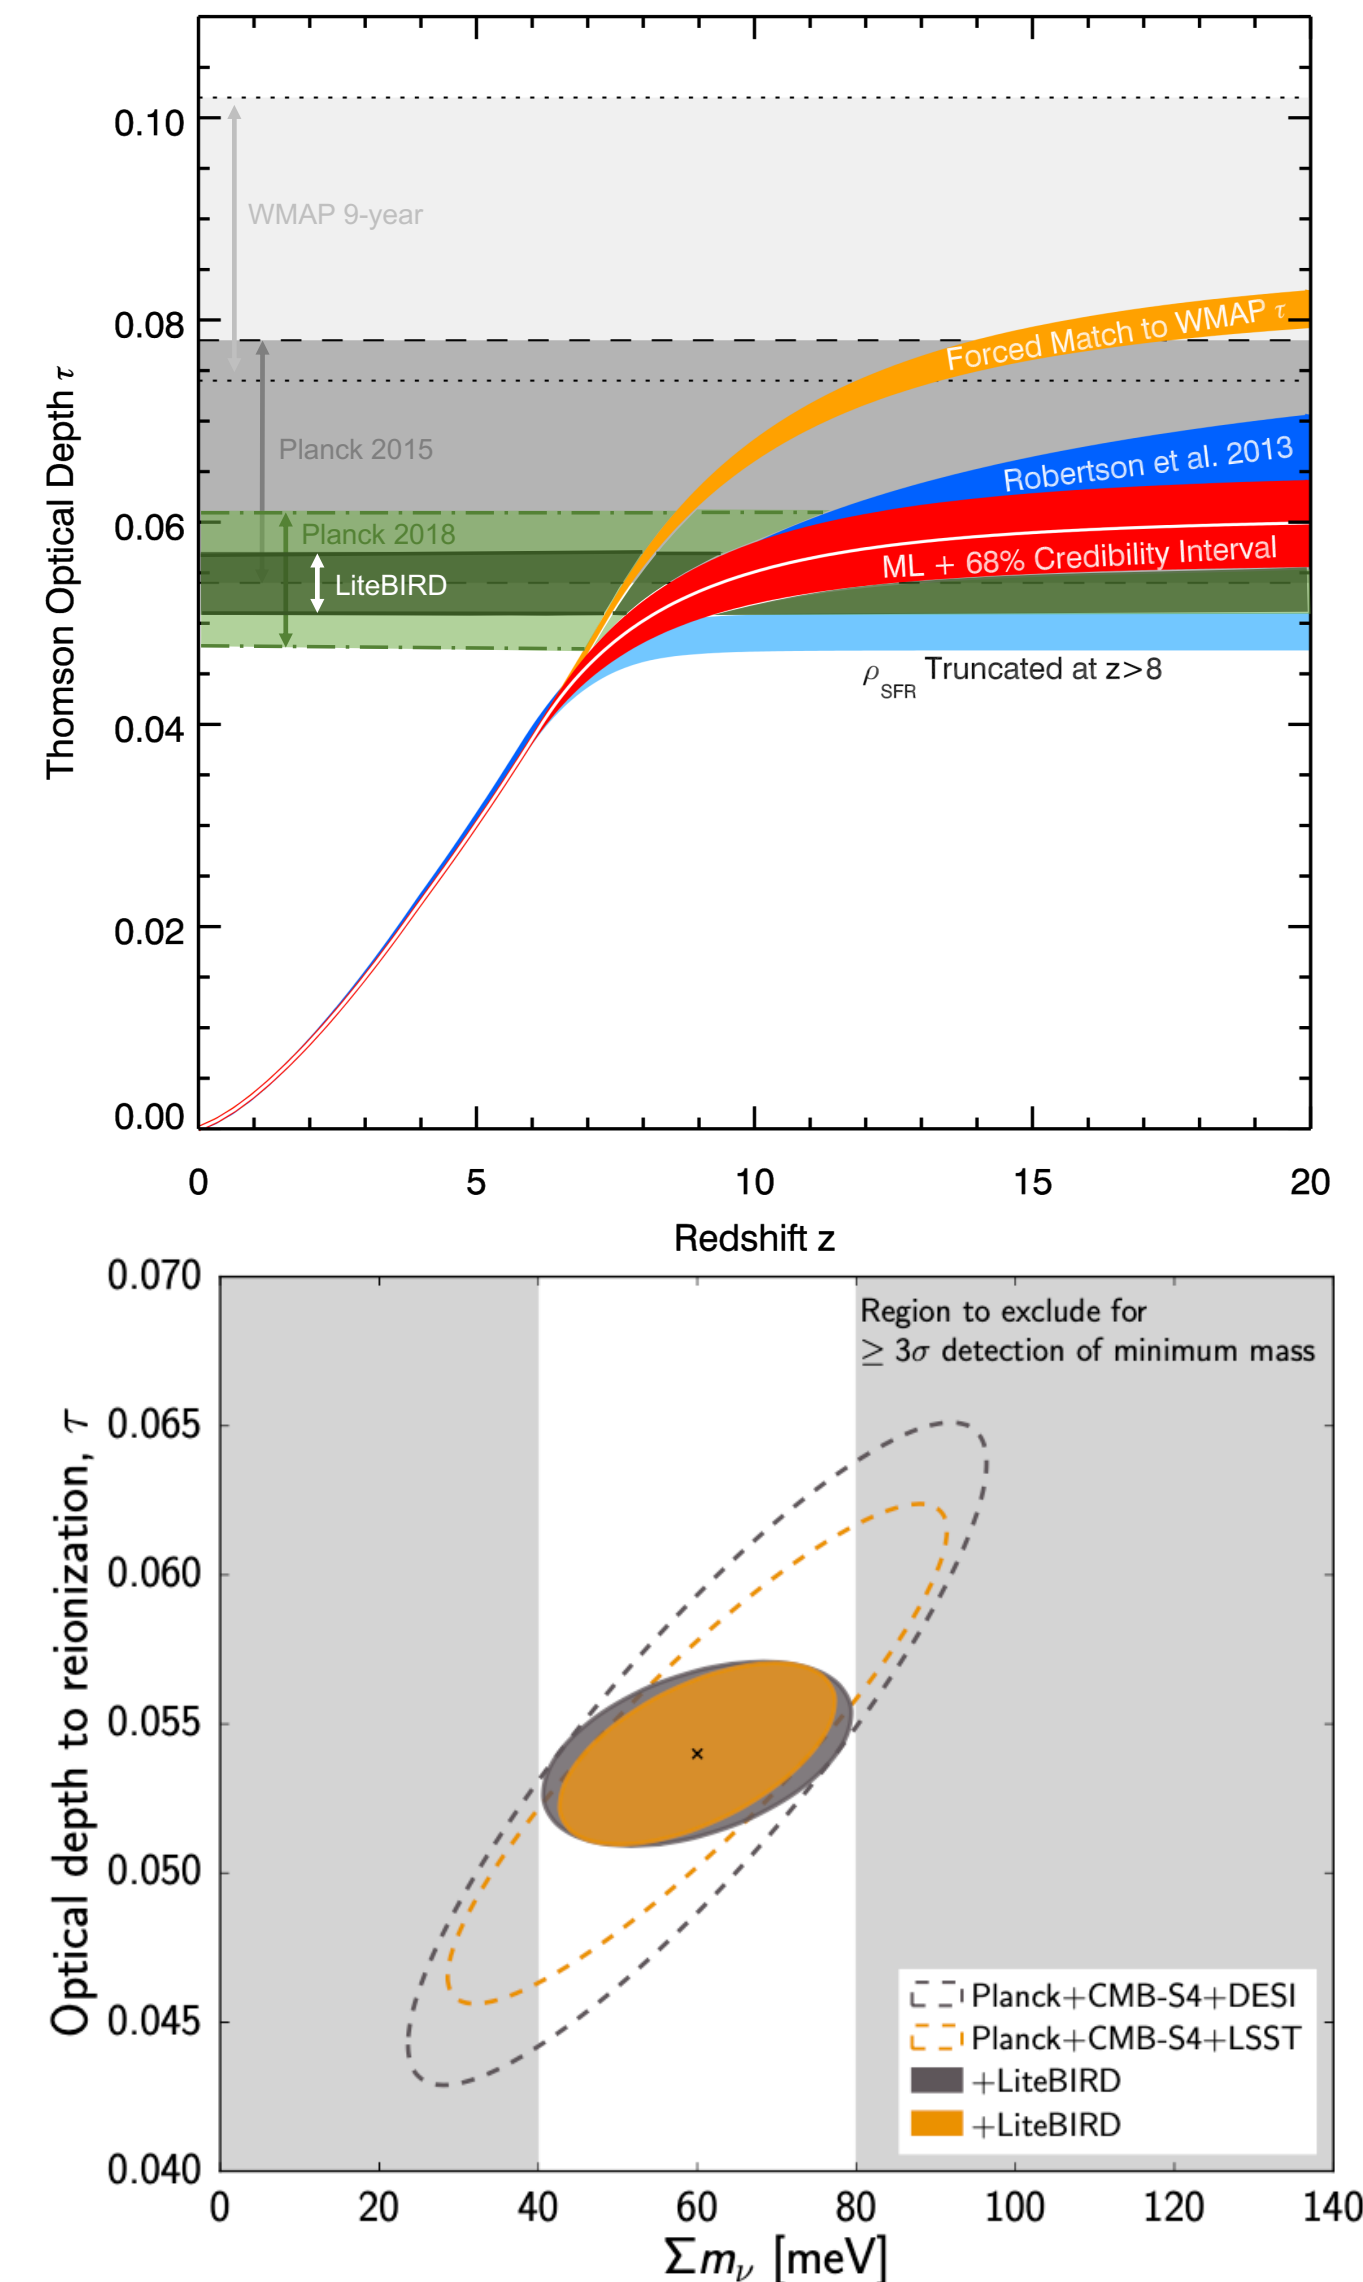 0.10
WMAP 9-year
0.08
Forced Match to WMAP τ
Planck 2015
Robertson et al. 2013
0.06
Planck 2018
ML + 68% Credibility Interval
LiteBIRD
ρSFR Truncated at z>8
0.04
0.02
0.00
Thomson Optical Depth τ
0 5 10 15 20
Redshift z
0.070
Region to exclude for
≥ 3σ detection of minimum mass
0.065
0.060
0.055
0.050
0.045
0.040
Optical depth to reionization, τ
Planck+CMB-S4+DESI
Planck+CMB-S4+LSST
+LiteBIRD
+LiteBIRD
0 20 40 60 80 100 120 140
Σmν [meV]